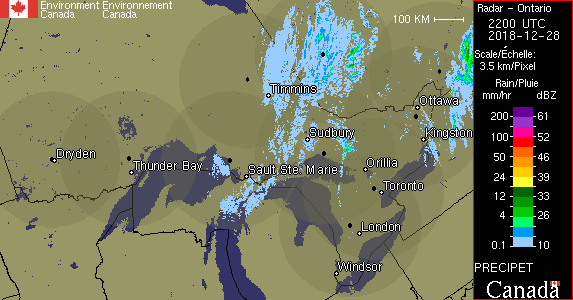 Environment Environnement
Canada Canada
100 KM
Timmins
Ottawa
Sudbury
Kingston
Dryden
Thunder Bay
Sault Ste. Marie
Orillia
Toronto
London
Windsor
Radar - Ontario
2200 UTC
2018-12-28
Scale/Échelle:
3.5 km/Pixel
Rain/Pluie
mm/hr dBZ
200 61
100 52
50 46
24 39
12 33
4 26
0.1 10
PRECIPET
Canada